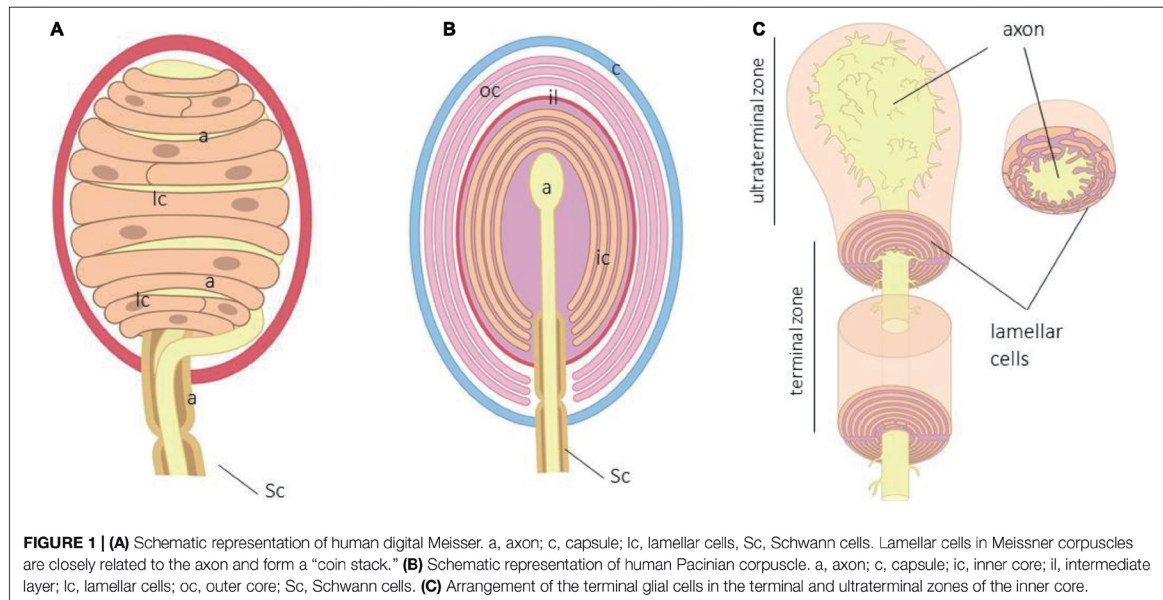 A
a
lc
a
lc
a
Sc
B
c
oc
il
a
ic
Sc
C
axon
ultraterminal zone
terminal zone
lamellar
cells
FIGURE 1 | (A) Schematic representation of human digital Meisser. a, axon; c, capsule; lc, lamellar cells, Sc, Schwann cells. Lamellar cells in Meissner corpuscles
are closely related to the axon and form a “coin stack.” (B) Schematic representation of human Pacinian corpuscle. a, axon; c, capsule; ic, inner core; il, intermediate
layer; lc, lamellar cells; oc, outer core; Sc, Schwann cells. (C) Arrangement of the terminal glial cells in the terminal and ultraterminal zones of the inner core.